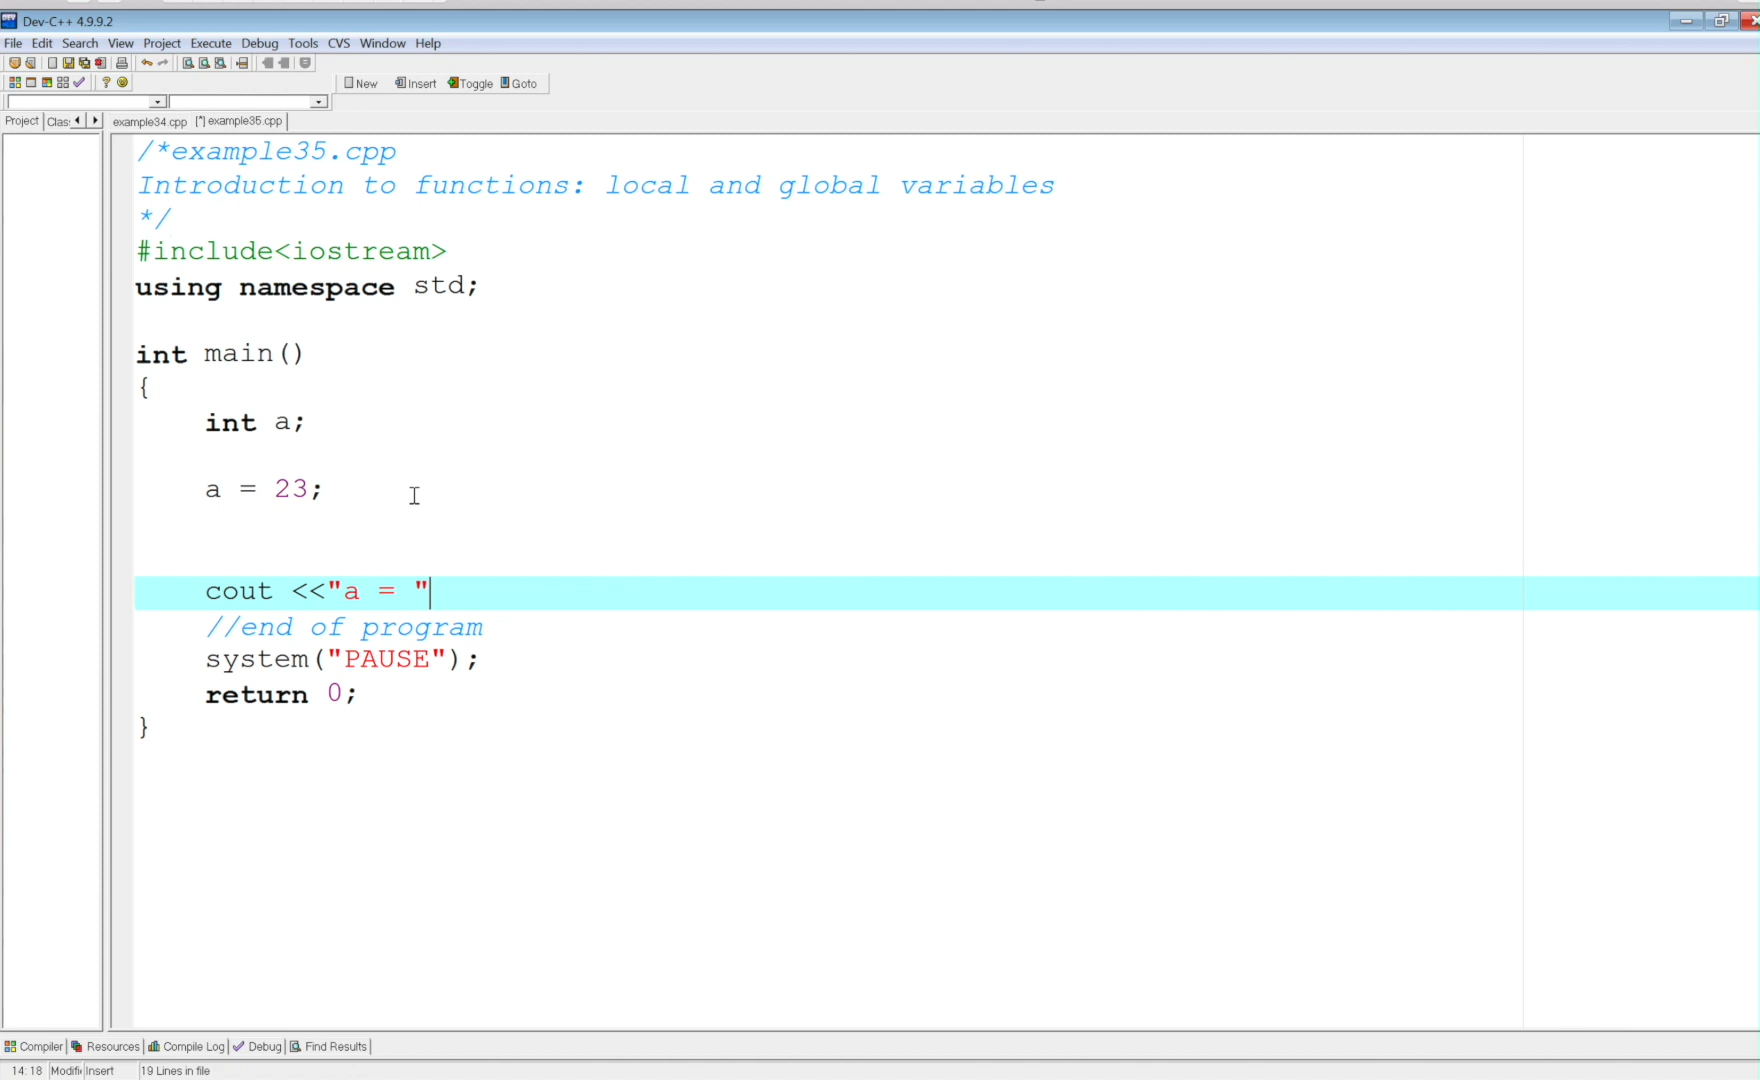 Dev-C++ 4.9.9.2
File Edit Search View Project Execute Debug Tools CVS Window Help
New Insert Toggle Goto
Project Clas example34.cpp [*] example35.cpp
/*example35.cpp
Introduction to functions: local and global variables
*/
#include<iostream>
using namespace std;
int main()
{
int a;
a = 23;
cout <<"a = "
//end of program
system("PAUSE");
return 0;
}
Compiler Resources Compile Log Debug Find Results
14: 18 Modifi Insert 19 Lines in file